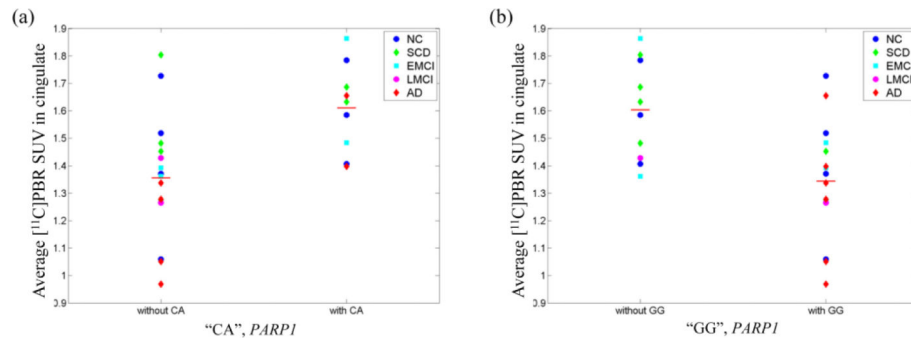 (a)
1.9
1.8
1.7
1.6
1.5
1.4
1.3
1.2
1.1
1
0.9
Average [¹¹C]PBR SUV in cingulate
NC
SCD
EMCI
LMCI
AD
without CA
with CA
“CA”, PARP1
(b)
1.9
1.8
1.7
1.6
1.5
1.4
1.3
1.2
1.1
1
0.9
Average [¹¹C]PBR SUV in cingulate
NC
SCD
EMCI
LMCI
AD
without GG
with GG
“GG”, PARP1